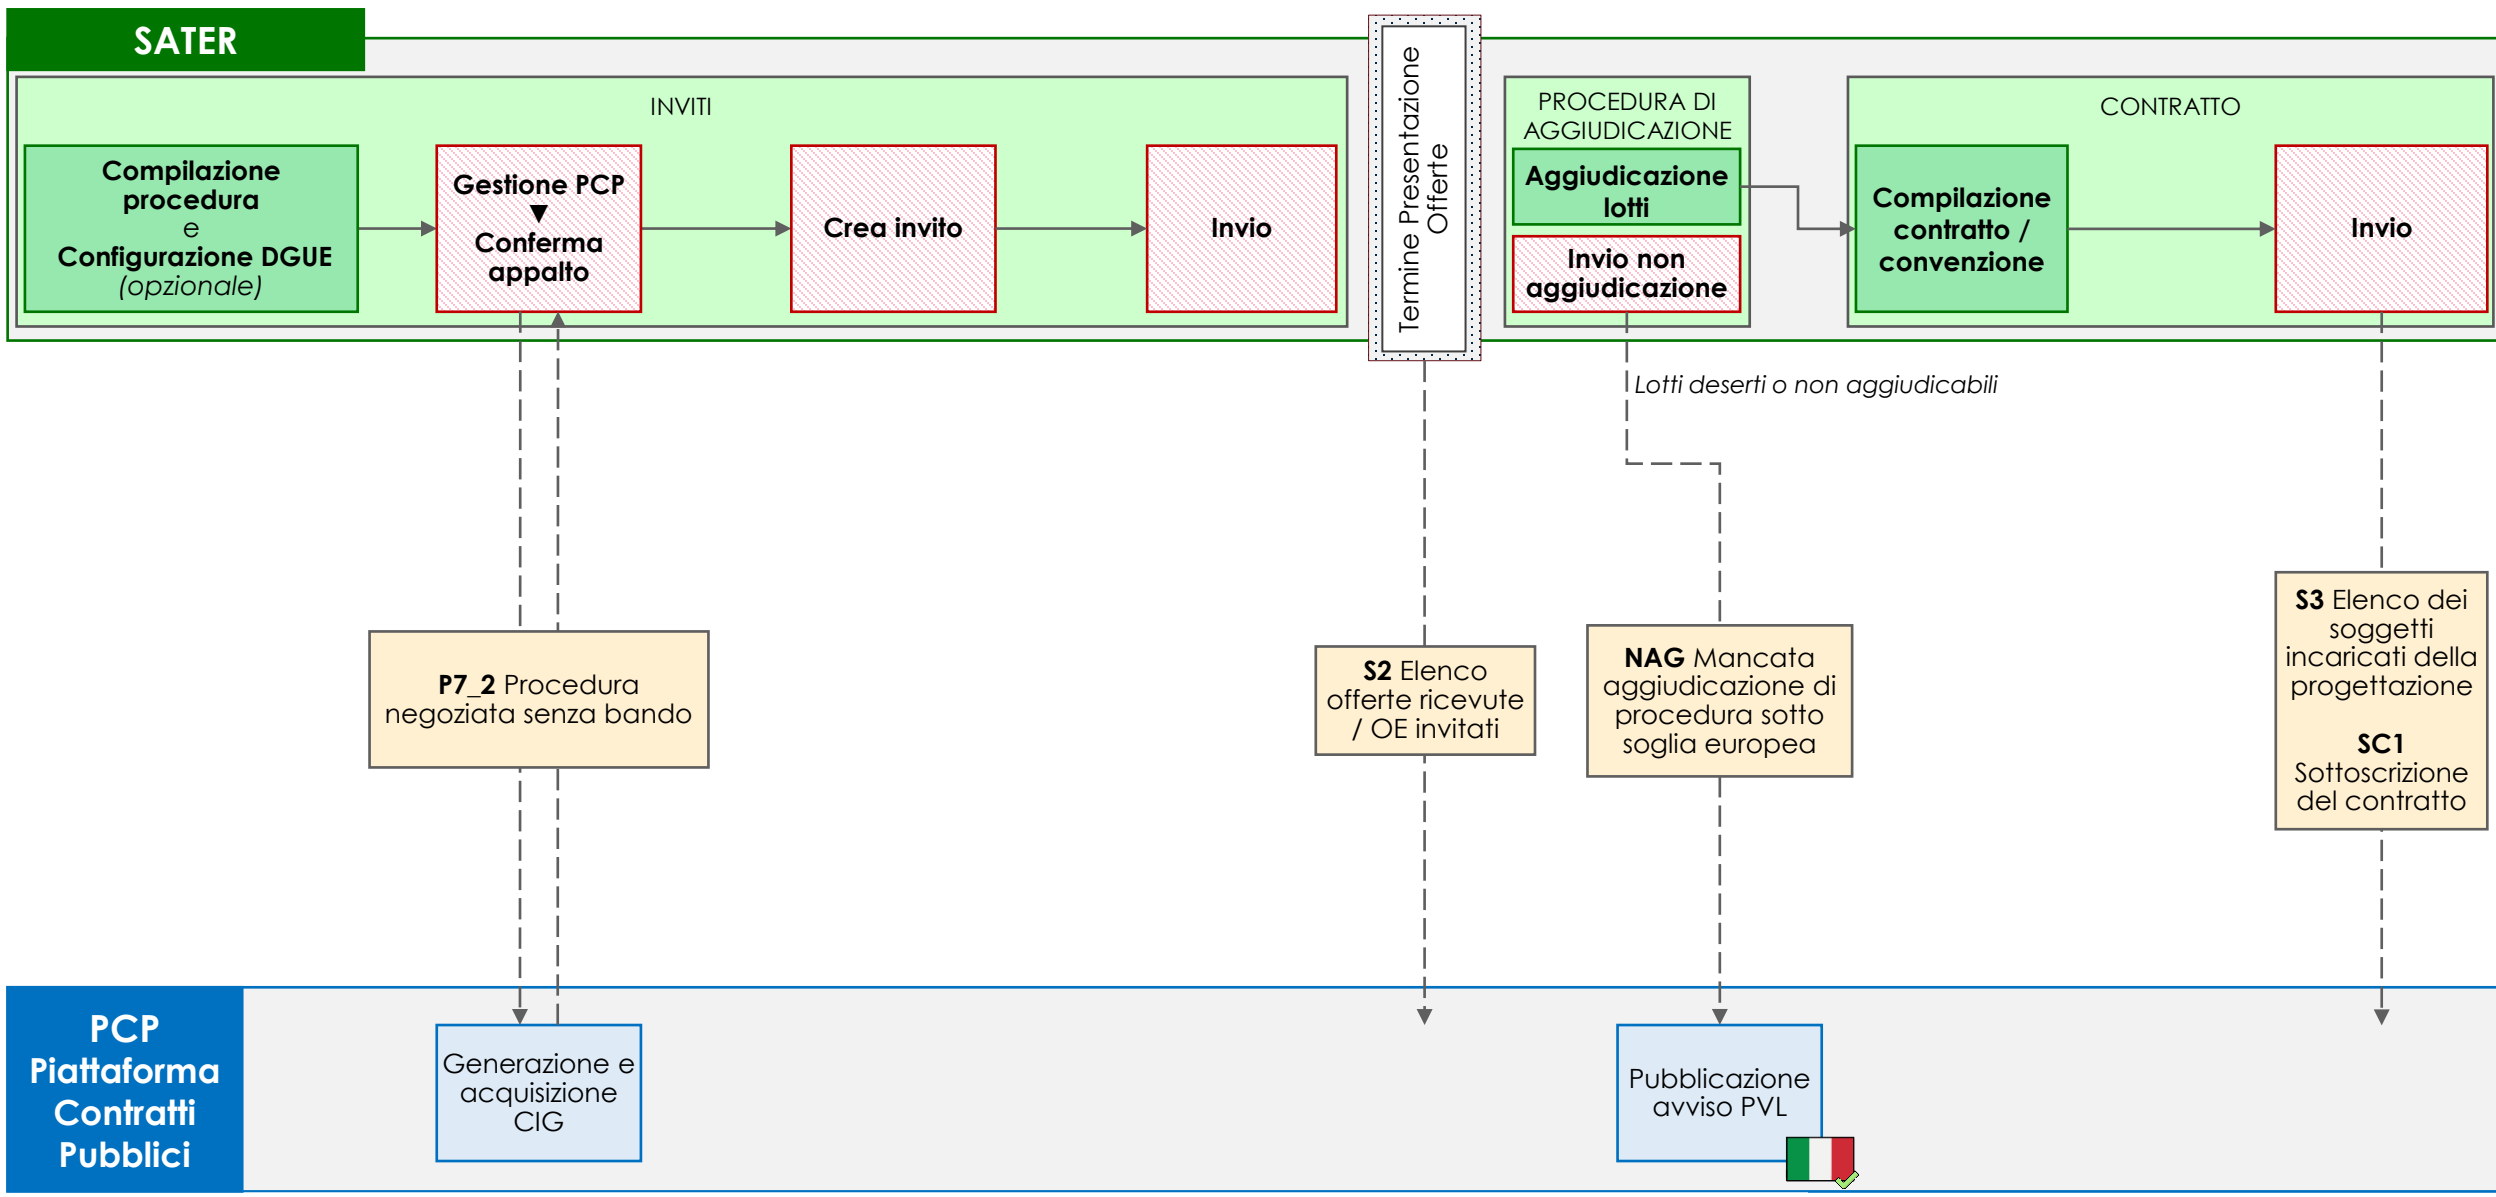 SATER
INVITI
Compilazione
procedura
e
Configurazione DGUE
(opzionale)
Gestione PCP
▼
Conferma
appalto
Crea invito
Invio
Termine Presentazione
Offerte
PROCEDURA DI
AGGIUDICAZIONE
Aggiudicazione
lotti
Invio non
aggiudicazione
CONTRATTO
Compilazione
contratto /
convenzione
Invio
Lotti deserti o non aggiudicabili
P7_2 Procedura
negoziata senza bando
S2 Elenco
offerte ricevute
/ OE invitati
NAG Mancata
aggiudicazione di
procedura sotto
soglia europea
S3 Elenco dei
soggetti
incaricati della
progettazione
SC1
Sottoscrizione
del contratto
PCP
Piattaforma
Contratti
Pubblici
Generazione e
acquisizione
CIG
Pubblicazione
avviso PVL